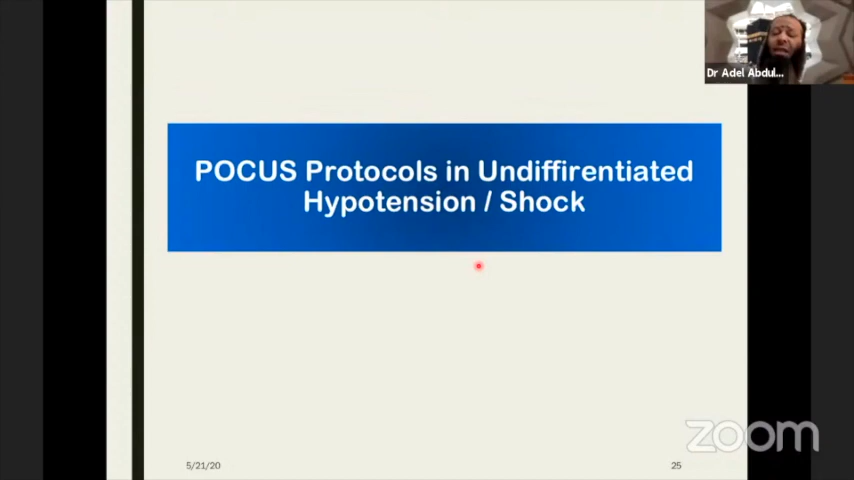 Dr Adel Abdul...
POCUS Protocols in Undiffirentiated
Hypotension / Shock
zoom
5/21/20
25